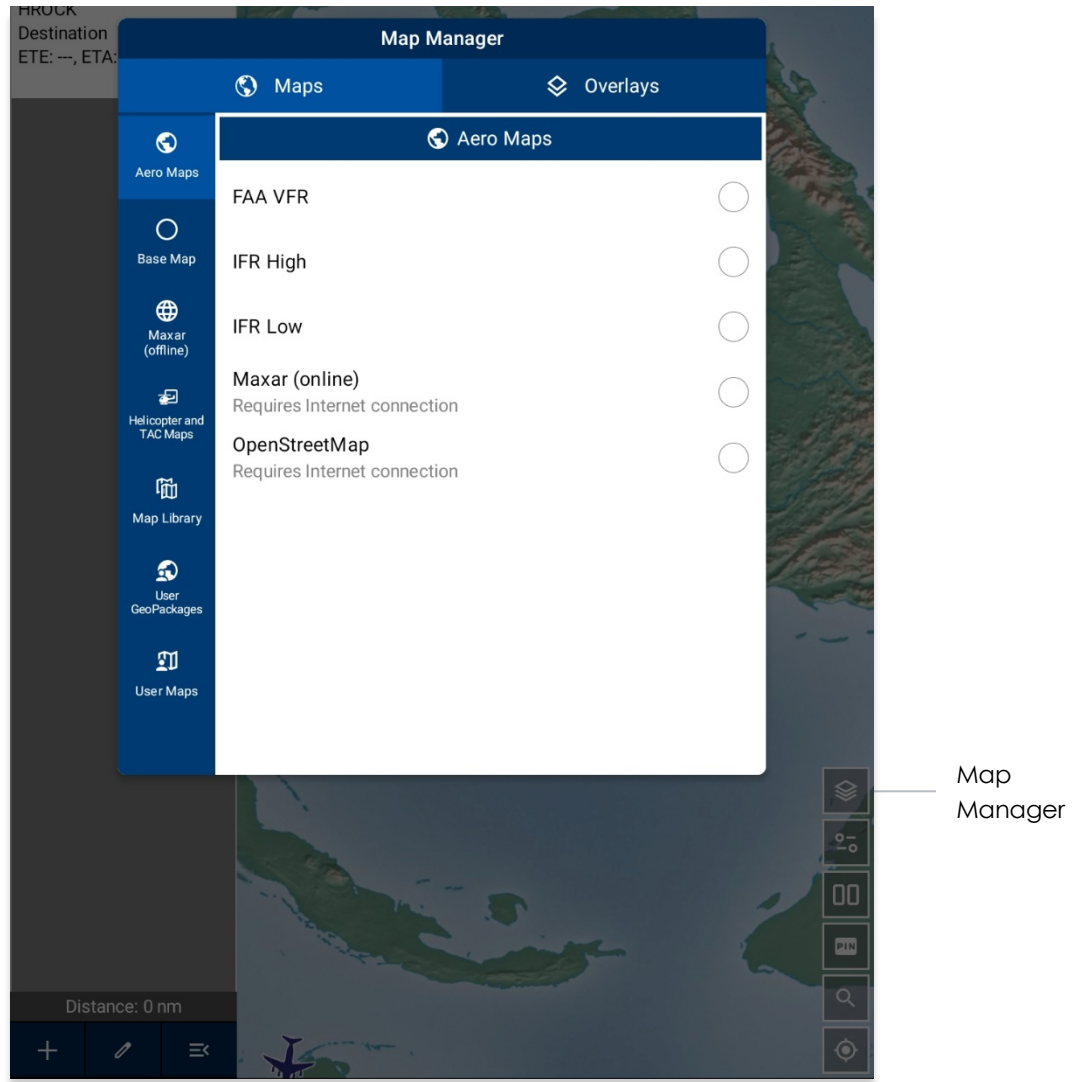 HROCK
Destination
ETE: ---, ETA:
Map Manager
Maps
Overlays
Aero Maps
Base Map
Maxar
(offline)
Helicopter and
TAC Maps
Map Library
User
GeoPackages
User Maps
Aero Maps
FAA VFR
IFR High
IFR Low
Maxar (online)
Requires Internet connection
OpenStreetMap
Requires Internet connection
Map
Manager
PIN
Distance: 0 nm